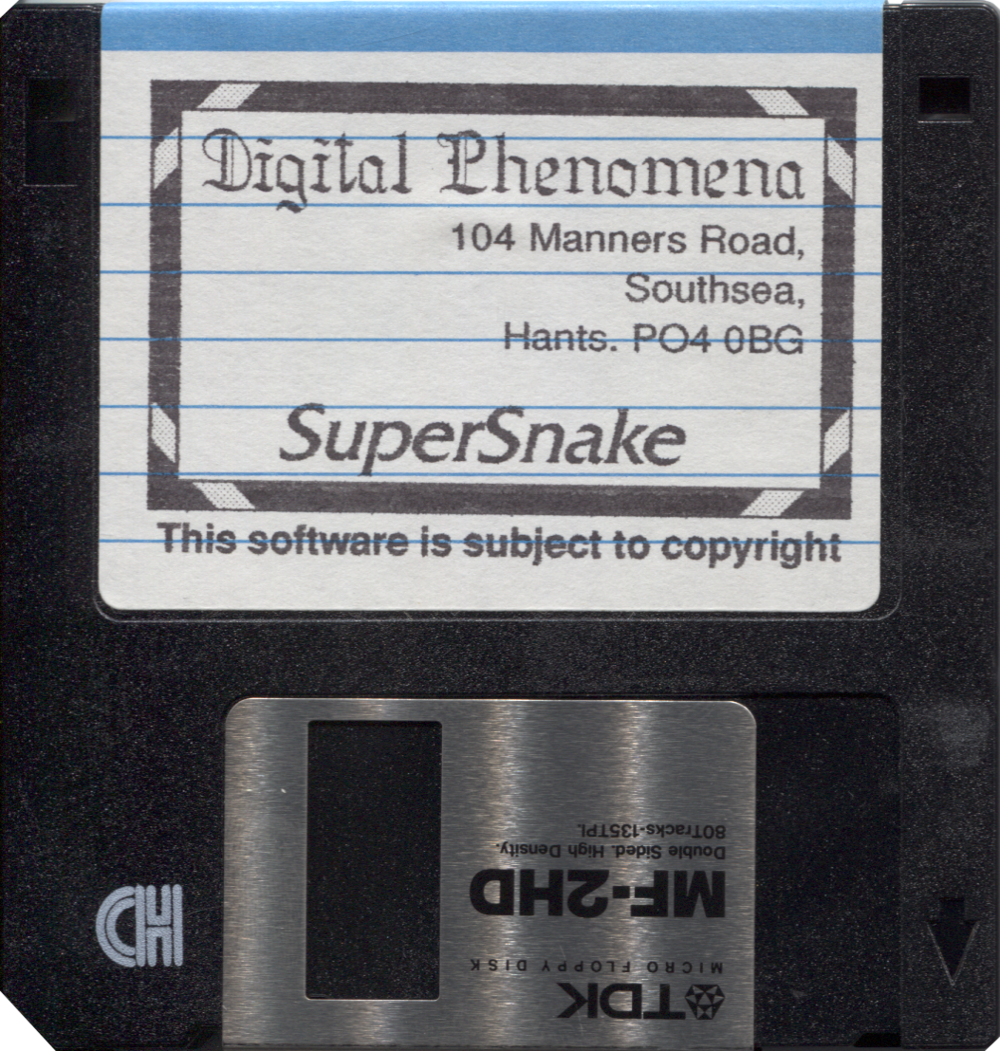 Digital Phenomena
104 Manners Road,
Southsea,
Hants. PO4 0BG
SuperSnake
This software is subject to copyright
TDK
MICRO FLOPPY DISK
MF-2HD
Double Sided. High Density.
80Tracks-135TPI.
HD